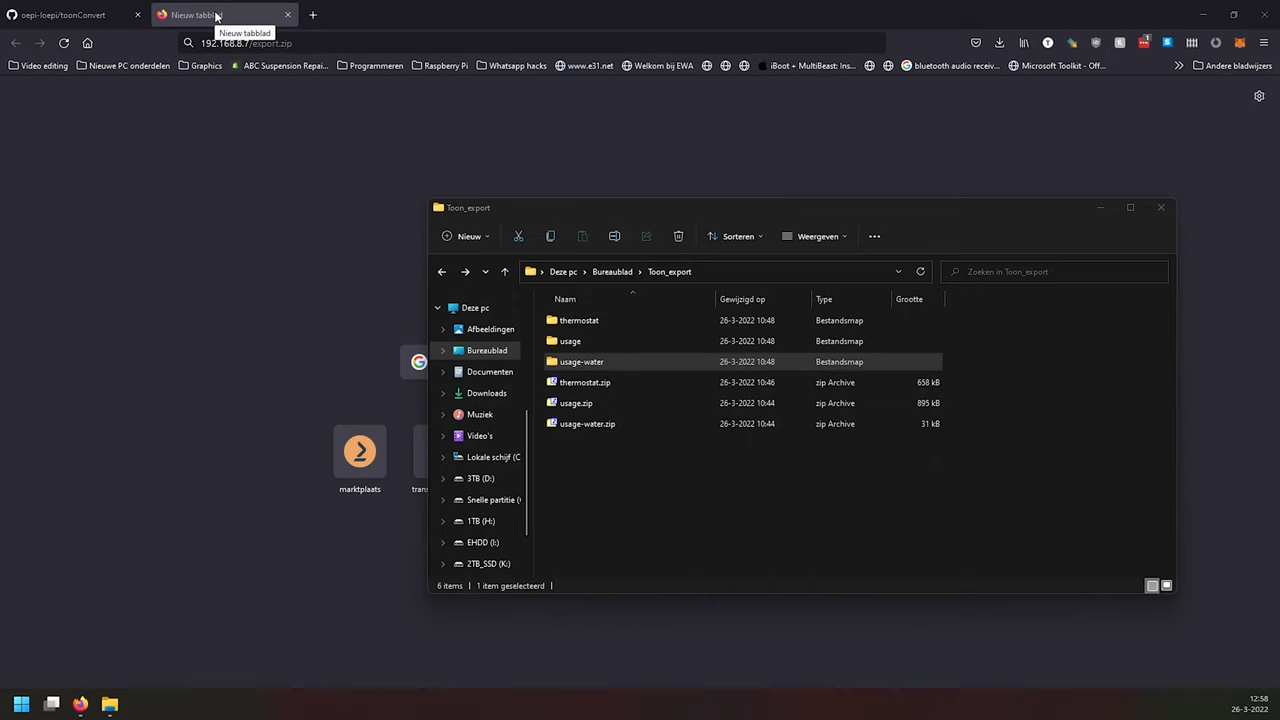 oepi-loepi/toonConvert
Nieuw tabblad
Nieuw tabblad
192.168.8.7/export.zip
Video editing
Nieuwe PC onderdelen
Graphics
ABC Suspension Repai...
Programmeren
Raspberry Pi
Whatsapp hacks
www.e31.net
Welkom bij EWA
iBoot + MultiBeast: Ins...
bluetooth audio receiv...
Microsoft Toolkit - Off...
Andere bladwijzers
Toon_export
Nieuw
Sorteren
Weergeven
Deze pc
Bureaublad
Toon_export
Zoeken in Toon_export
Naam
Gewijzigd op
Type
Grootte
Deze pc
Afbeeldingen
Bureaublad
Documenten
Downloads
Muziek
Video's
Lokale schijf (C
3TB (D:)
Snelle partitie (
1TB (H:)
EHDD (I:)
2TB_SSD (K:)
thermostat 26-3-2022 10:48 Bestandsmap
usage 26-3-2022 10:48 Bestandsmap
usage-water 26-3-2022 10:48 Bestandsmap
thermostat.zip 26-3-2022 10:46 zip Archive 658 kB
usage.zip 26-3-2022 10:44 zip Archive 895 kB
usage-water.zip 26-3-2022 10:44 zip Archive 31 kB
6 items
1 item geselecteerd
marktplaats
trans
12:58
26-3-2022